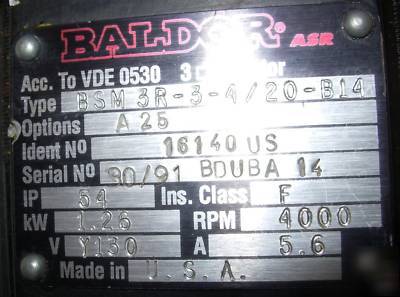 BALDOR ASR
Acc. To VDE 0530 3
Type BSM 3R-3-4/20-B14
Options A 25
Ident No 16140 US
Serial No 90/91 BDUBA 14
IP 54 Ins. Class F
kW 1.26 RPM 4000
V Y130 A 5.6
Made in U.S.A.